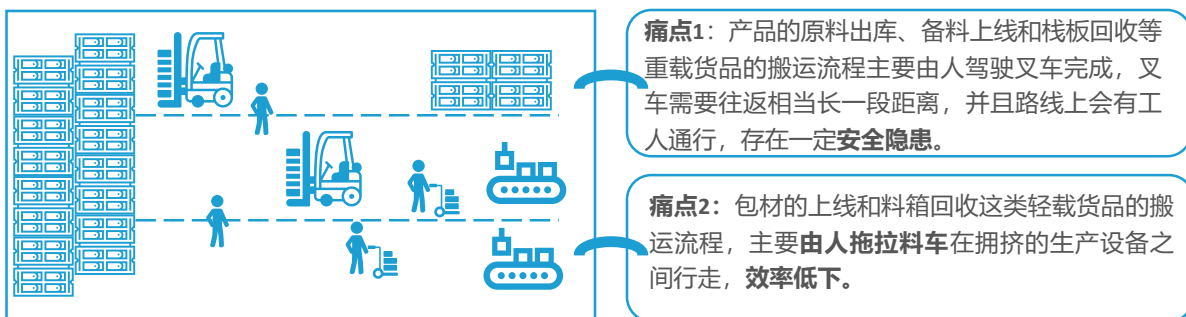 痛点1：产品的原料出库、备料上线和栈板回收等
重载货品的搬运流程主要由人驾驶叉车完成，叉
车需要往返相当长一段距离，并且路线上会有工
人通行，存在一定安全隐患。
痛点2：包材的上线和料箱回收这类轻载货品的搬
运流程，主要由人拖拉料车在拥挤的生产设备之
间行走，效率低下。